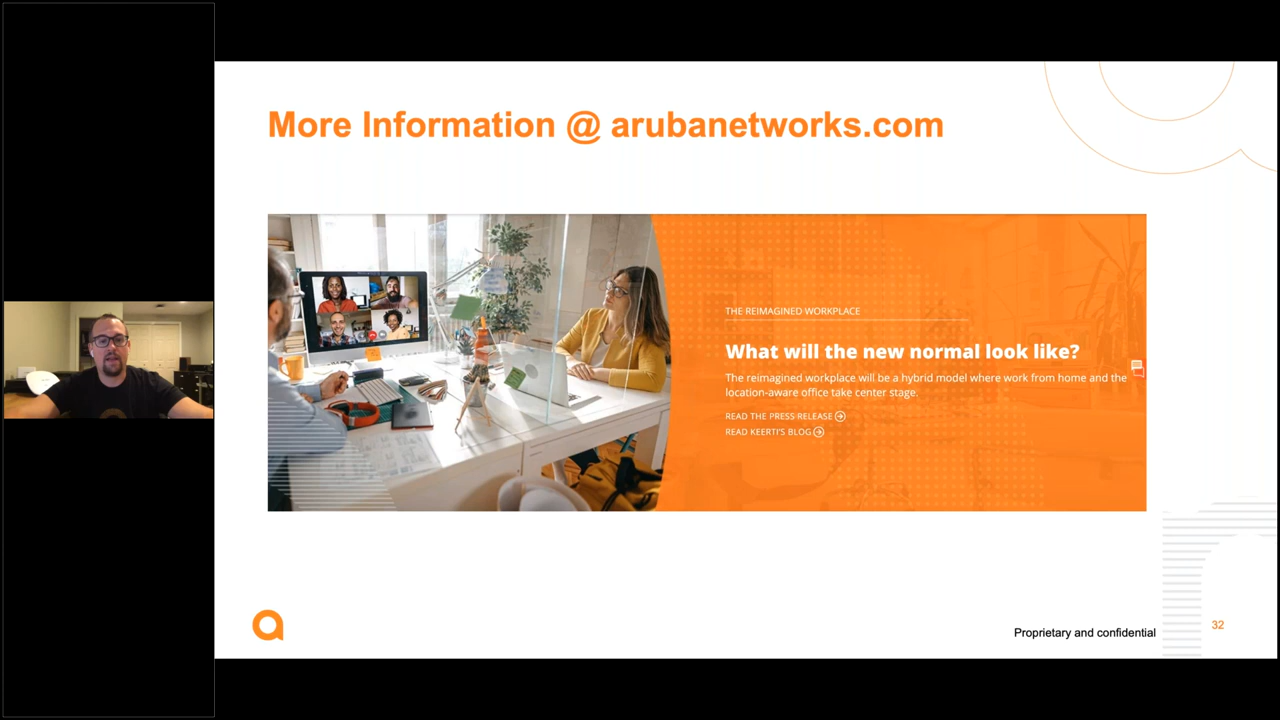 More Information @ arubanetworks.com
THE REIMAGINED WORKPLACE
What will the new normal look like?
The reimagined workplace will be a hybrid model where work from home and the
location-aware office take center stage.
READ THE PRESS RELEASE
READ KEERTI'S BLOG
Proprietary and confidential
32